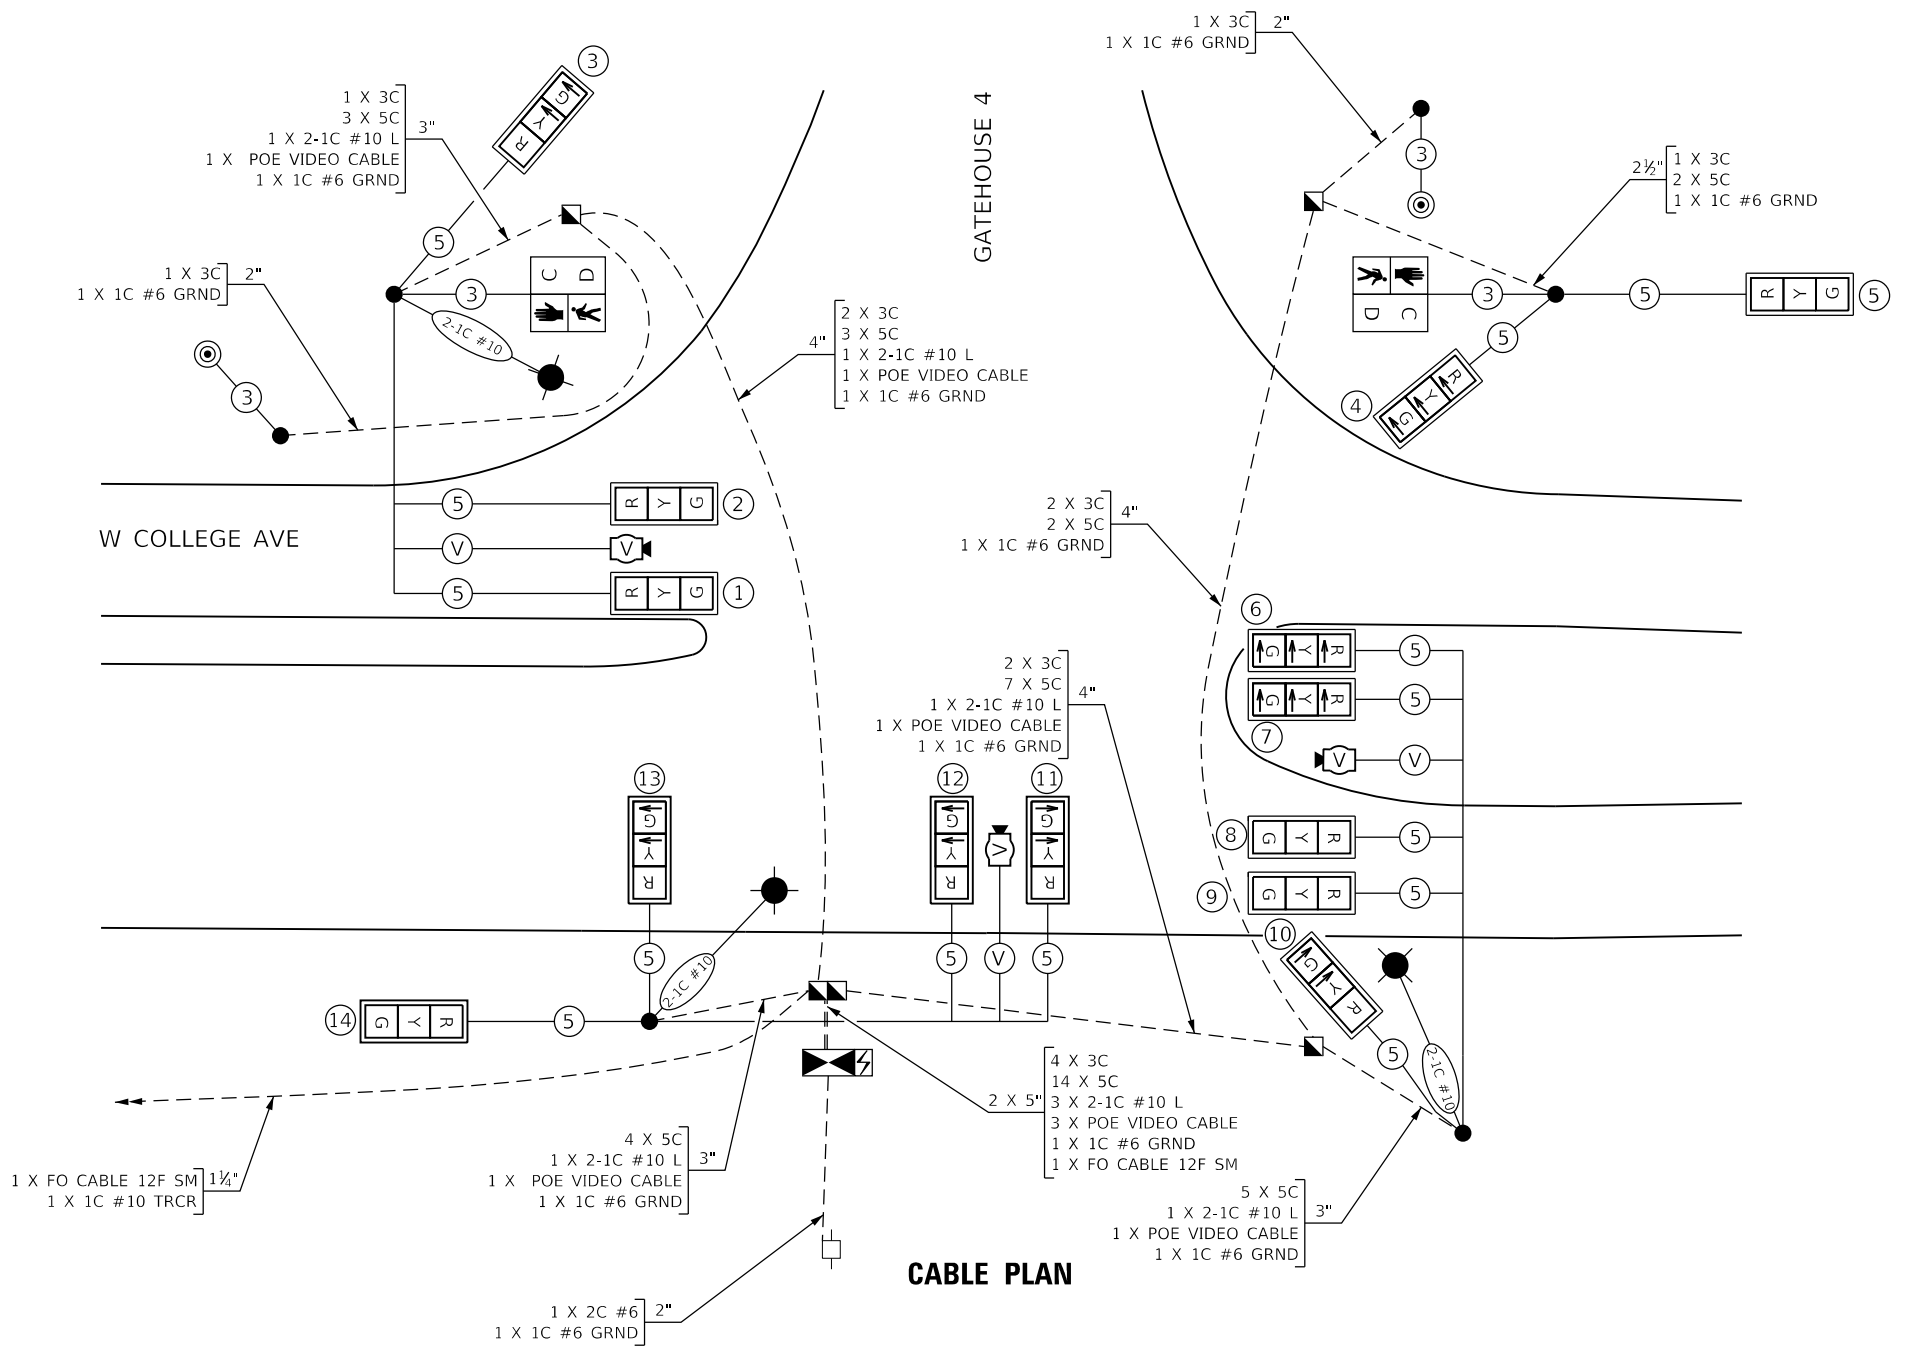 1 X 3C
1 X 1C #6 GRND
2"
3
1 X 3C
3 X 5C
1 X 2-1C #10 L
1 X POE VIDEO CABLE
1 X 1C #6 GRND
3"
G
Y
R
5
GATEHOUSE 4
3
2½"
1 X 3C
2 X 5C
1 X 1C #6 GRND
1 X 3C
1 X 1C #6 GRND
2"
C D
3
2-1C #10
3
4"
2 X 3C
3 X 5C
1 X 2-1C #10 L
1 X POE VIDEO CABLE
1 X 1C #6 GRND
C
D
3
5
R Y G
5
5
4
G Y R
5
R Y G
2
W COLLEGE AVE
V
V
5
R Y G
1
2 X 3C
2 X 5C
1 X 1C #6 GRND
4"
6
G Y R
5
G Y R
5
7
V
V
2 X 3C
7 X 5C
1 X 2-1C #10 L
1 X POE VIDEO CABLE
1 X 1C #6 GRND
4"
13
G
Y
R
5
12
G
Y
R
5
V
V
11
G
Y
R
5
8
G Y R
5
9
G Y R
5
10
G
Y
R
5
2-1C #10
2-1C #10
14
G Y R
5
2 X 5"
4 X 3C
14 X 5C
3 X 2-1C #10 L
3 X POE VIDEO CABLE
1 X 1C #6 GRND
1 X FO CABLE 12F SM
1 X FO CABLE 12F SM
1 X 1C #10 TRCR
1¼"
4 X 5C
1 X 2-1C #10 L
1 X POE VIDEO CABLE
1 X 1C #6 GRND
3"
5 X 5C
1 X 2-1C #10 L
1 X POE VIDEO CABLE
1 X 1C #6 GRND
3"
CABLE PLAN
1 X 2C #6
1 X 1C #6 GRND
2"